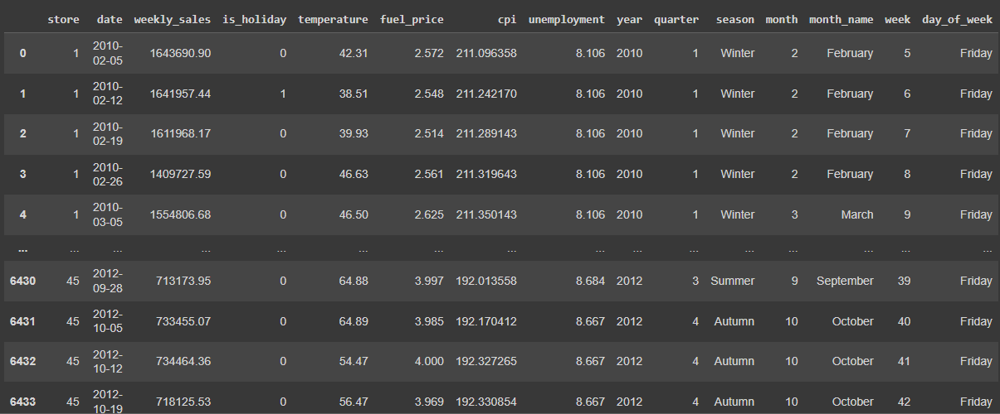 store date weekly_sales is_holiday temperature fuel_price cpi unemployment year quarter season month month_name week day_of_week
0 1 2010-02-05 1643690.90 0 42.31 2.572 211.096358 8.106 2010 1 Winter 2 February 5 Friday
1 1 2010-02-12 1641957.44 1 38.51 2.548 211.242170 8.106 2010 1 Winter 2 February 6 Friday
2 1 2010-02-19 1611968.17 0 39.93 2.514 211.289143 8.106 2010 1 Winter 2 February 7 Friday
3 1 2010-02-26 1409727.59 0 46.63 2.561 211.319643 8.106 2010 1 Winter 2 February 8 Friday
4 1 2010-03-05 1554806.68 0 46.50 2.625 211.350143 8.106 2010 1 Winter 3 March 9 Friday
... ... ... ... ... ... ... ... ... ... ... ... ... ... ... ...
6430 45 2012-09-28 713173.95 0 64.88 3.997 192.013558 8.684 2012 3 Summer 9 September 39 Friday
6431 45 2012-10-05 733455.07 0 64.89 3.985 192.170412 8.667 2012 4 Autumn 10 October 40 Friday
6432 45 2012-10-12 734464.36 0 54.47 4.000 192.327265 8.667 2012 4 Autumn 10 October 41 Friday
6433 45 2012-10-19 718125.53 0 56.47 3.969 192.330854 8.667 2012 4 Autumn 10 October 42 Friday